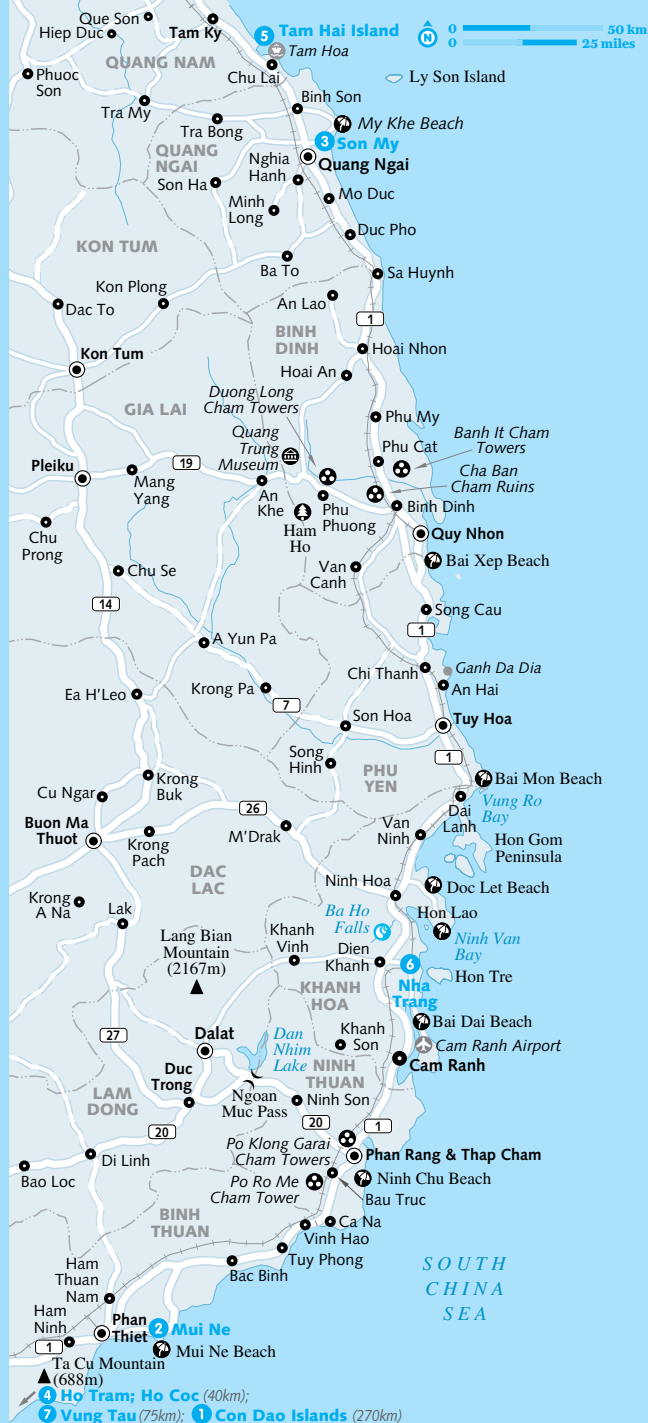 Que Son
Hiep Duc
Tam Ky
5 Tam Hai Island
Tam Hoa
N
0 50 km
0 25 miles
QUANG NAM
Phuoc
Son
Chu Lai
Ly Son Island
Tra My
Binh Son
Tra Bong
My Khe Beach
3 Son My
QUANG
NGAI
Nghia
Hanh
Quang Ngai
Son Ha
Minh
Long
Mo Duc
Duc Pho
KON TUM
Ba To
Sa Huynh
Kon Plong
An Lao
Dac To
1
BINH
DINH
Hoai Nhon
Kon Tum
Hoai An
Duong Long
Cham Towers
GIA LAI
Phu My
Quang
Trung
Museum
Banh It Cham
Towers
Phu Cat
Pleiku
19
Mang
Yang
Cha Ban
Cham Ruins
An
Khe
Phu
Phuong
Binh Dinh
Chu
Prong
Ham
Ho
Quy Nhon
Van
Canh
Bai Xep Beach
Chu Se
14
Song Cau
1
A Yun Pa
Chi Thanh
Ganh Da Dia
Krong Pa
An Hai
Ea H'Leo
7
Son Hoa
Tuy Hoa
Song
Hinh
1
PHU
YEN
Bai Mon Beach
Krong
Buk
Cu Ngar
Vung Ro
Bay
Dai
Lanh
26
Buon Ma
Thuot
Krong
Pach
M'Drak
Van
Ninh
Hon Gom
Peninsula
DAC
LAC
Ninh Hoa
Doc Let Beach
Krong
A Na
Lak
Ba Ho
Falls
Hon Lao
Lang Bian
Mountain
(2167m)
Khanh
Vinh
Dien
Khanh
Ninh Van
Bay
6
Nha
Trang
Hon Tre
KHANH
HOA
27
Dalat
Dan
Nhim
Lake
Khanh
Son
Bai Dai Beach
Cam Ranh Airport
Cam Ranh
Duc
Trong
NINH
THUAN
LAM
DONG
Ngoan
Muc Pass
Ninh Son
20
20
1
Po Klong Garai
Cham Towers
Phan Rang & Thap Cham
Di Linh
Bao Loc
Po Ro Me
Cham Tower
Ninh Chu Beach
Bau Truc
BINH
THUAN
Ca Na
Vinh Hao
Tuy Phong
Bac Binh
SOUTH
CHINA
SEA
Ham
Thuan
Nam
Ham
Ninh
Phan
Thiet
2 Mui Ne
1
Mui Ne Beach
Ta Cu Mountain
(688m)
4 Ho Tram; Ho Coc (40km);
7 Vung Tau (75km); 1 Con Dao Islands (270km)